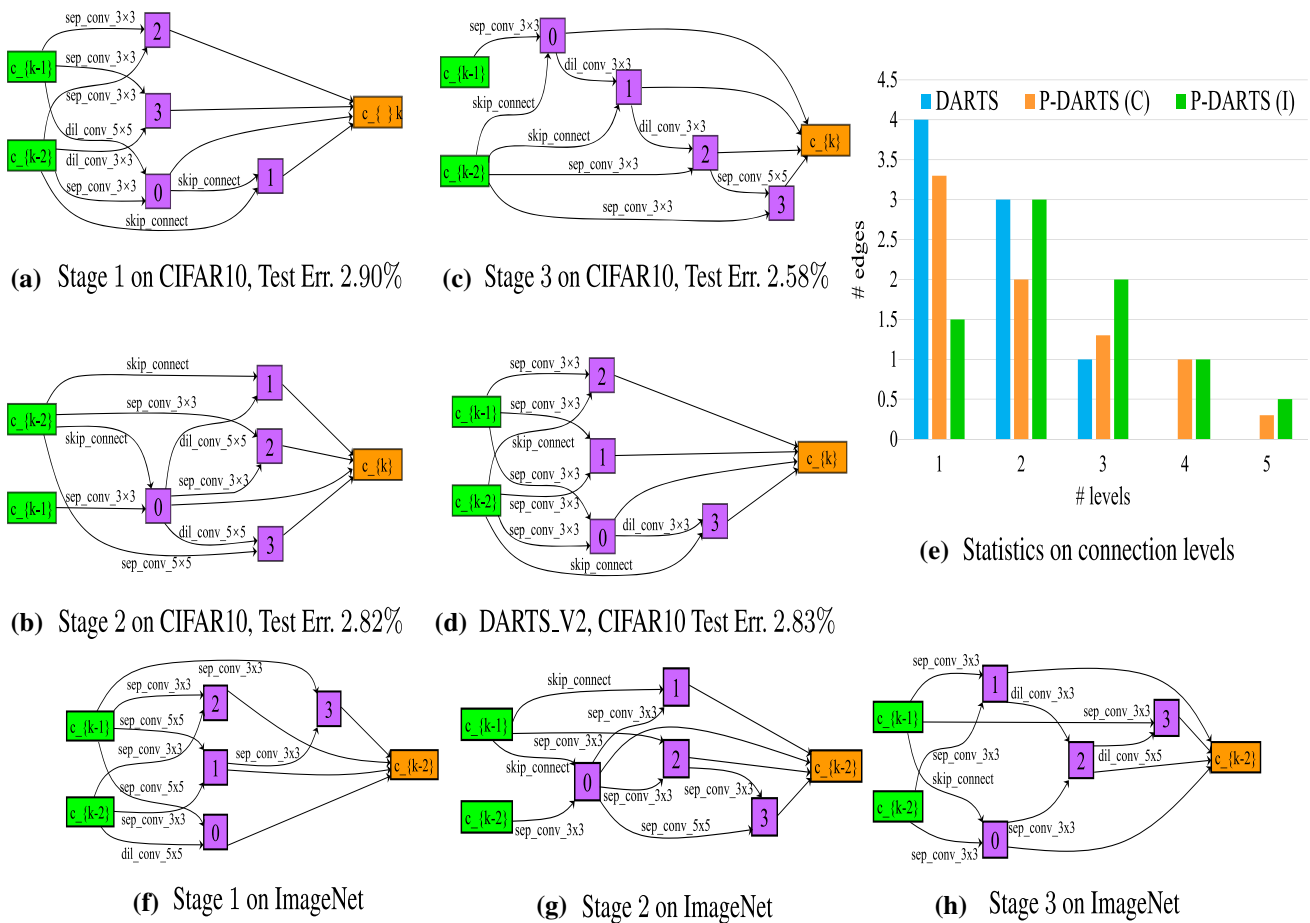 sep_conv_3×3
2
c_{k-1}
sep_conv_3×3
sep_conv_3×3
3
c_{ } k
dil_conv_5×5
c_{k-2}
dil_conv_3×3
sep_conv_3×3
0
skip_connect
1
skip_connect
(a) Stage 1 on CIFAR10, Test Err. 2.90%
sep_conv_3×3
0
c_{k-1}
dil_conv_3×3
skip_connect
1
skip_connect
dil_conv_3×3
c_{k}
2
c_{k-2}
sep_conv_3×3
sep_conv_5×5
3
sep_conv_3×3
(c) Stage 3 on CIFAR10, Test Err. 2.58%
skip_connect
1
c_{k-2}
sep_conv_3×3
skip_connect
dil_conv_5×5
2
c_{k}
sep_conv_3×3
c_{k-1}
sep_conv_3×3
0
dil_conv_5×5
3
sep_conv_5×5
(b) Stage 2 on CIFAR10, Test Err. 2.82%
sep_conv_3×3
2
c_{k-1}
sep_conv_3×3
skip_connect
1
c_{k}
sep_conv_3×3
c_{k-2}
sep_conv_3×3
sep_conv_3×3
0
dil_conv_3×3
3
skip_connect
(d) DARTS_V2, CIFAR10 Test Err. 2.83%
4.5
DARTS
P-DARTS (C)
P-DARTS (I)
4
3.5
3
2.5
2
1.5
1
0.5
0
# edges
1 2 3 4 5
# levels
(e) Statistics on connection levels
sep_conv_3x3
sep_conv_3x3
2
3
c_{k-1}
sep_conv_5x5
sep_conv_3x3
sep_conv_3x3
1
c_{k-2}
sep_conv_5x5
c_{k-2}
sep_conv_3x3
0
dil_conv_5x5
(f) Stage 1 on ImageNet
skip_connect
1
c_{k-1}
sep_conv_3x3
sep_conv_3x3
skip_connect
2
c_{k-2}
0
sep_conv_3x3
sep_conv_3x3
c_{k-2}
sep_conv_3x3
sep_conv_5x5
3
(g) Stage 2 on ImageNet
sep_conv_3x3
1
dil_conv_3x3
c_{k-1}
sep_conv_3x3
3
sep_conv_3x3
2
c_{k-2}
skip_connect
dil_conv_5x5
c_{k-2}
sep_conv_3x3
0
sep_conv_3x3
(h) Stage 3 on ImageNet